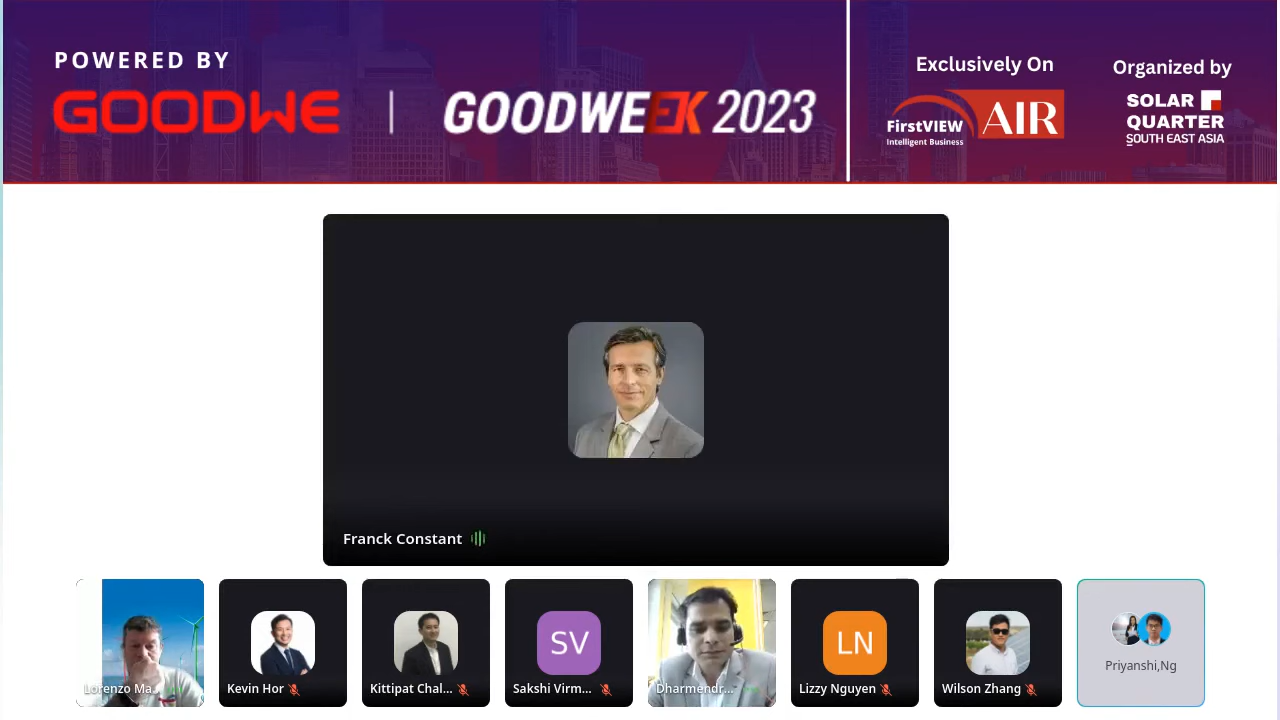 POWERED BY
GOODWE
GOODWEEK 2023
Exclusively On
FirstVIEW
Intelligent Business
AIR
Organized by
SOLAR
QUARTER
SOUTH EAST ASIA
Franck Constant
Lorenzo Ma...
Kevin Hor
Kittipat Chal...
SV
Sakshi Virm...
Dharmendr...
LN
Lizzy Nguyen
Wilson Zhang
Priyanshi,Ng